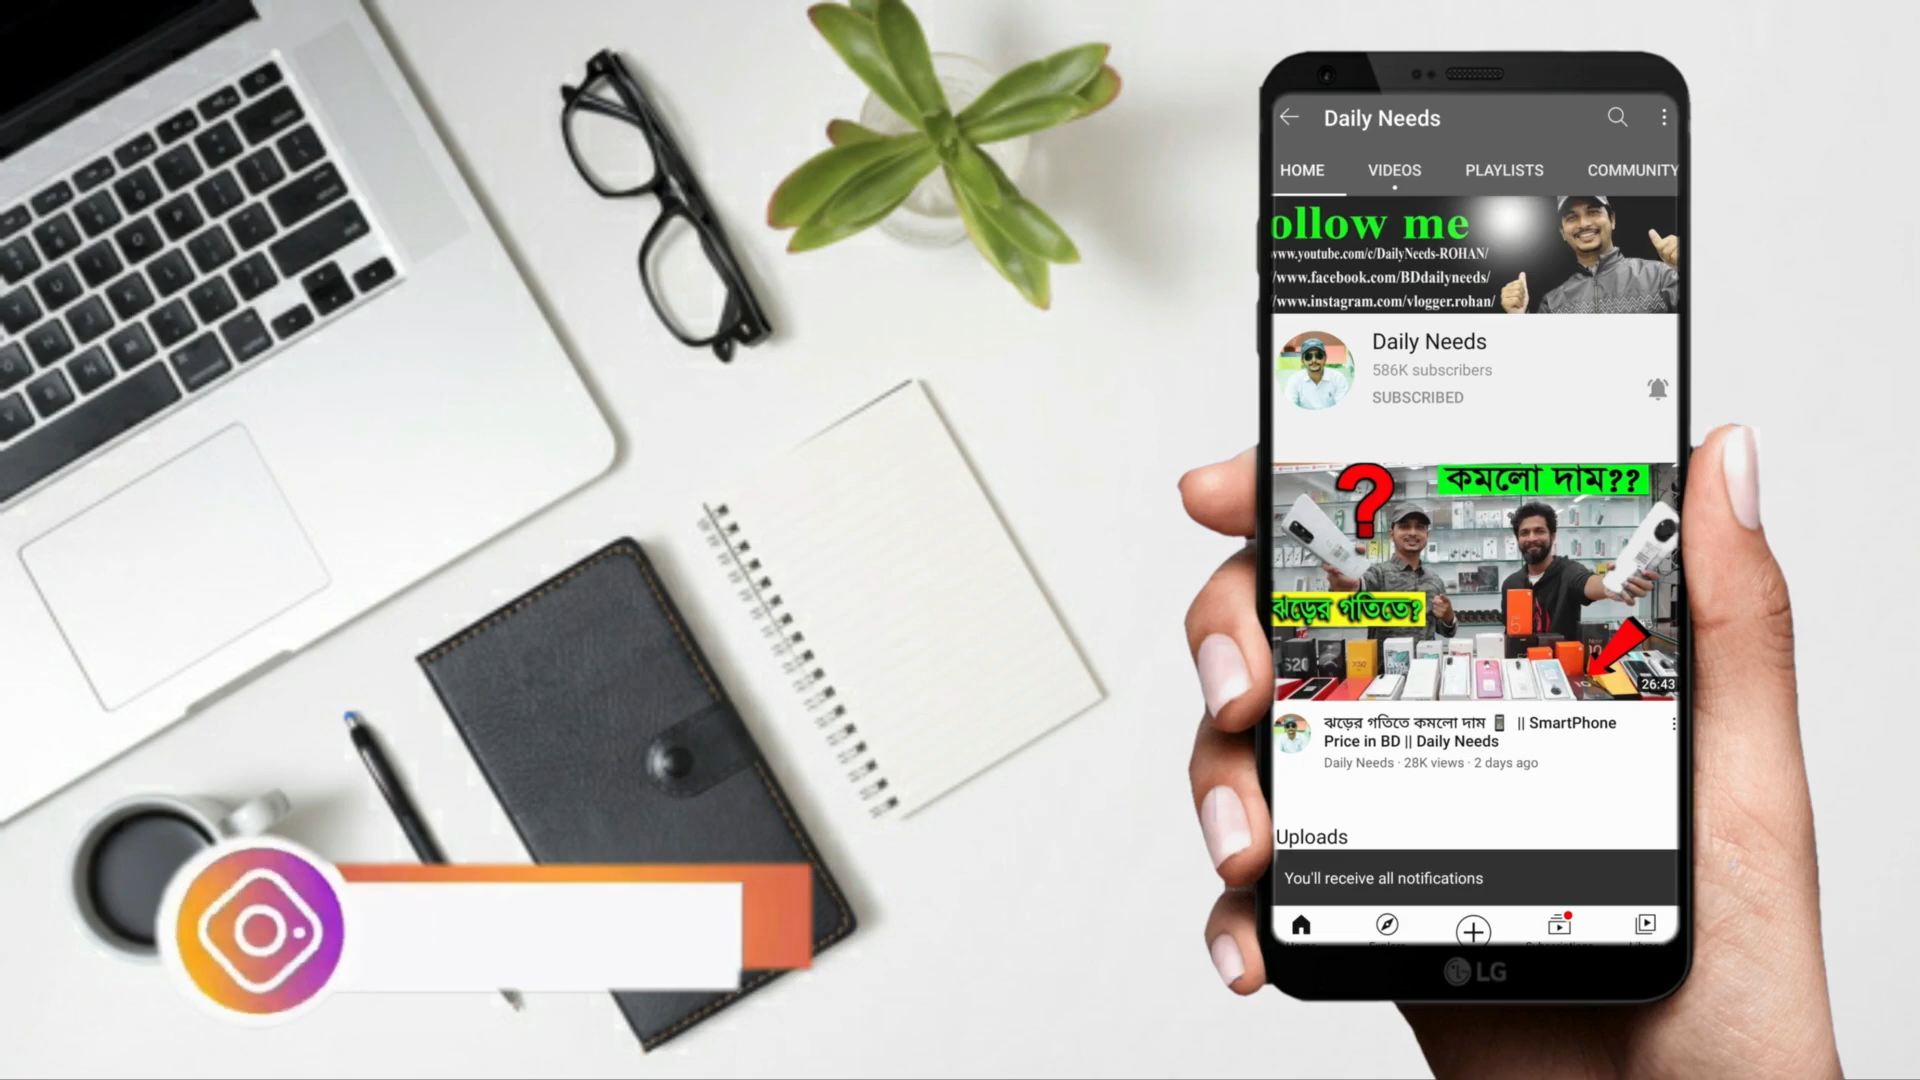 Daily Needs
HOME VIDEOS PLAYLISTS COMMUNITY
ollow me
www.youtube.com/c/DailyNeeds-ROHAN/
/www.facebook.com/BDdailyneeds/
/www.instagram.com/vlogger.rohan/
Daily Needs
586K subscribers
SUBSCRIBED
?
কমলো দাম??
ঝড়ের গতিতে?
S20
26:43
ঝড়ের গতিতে কমলো দাম || SmartPhone
Price in BD || Daily Needs
Daily Needs · 28K views · 2 days ago
Uploads
You'll receive all notifications
LG